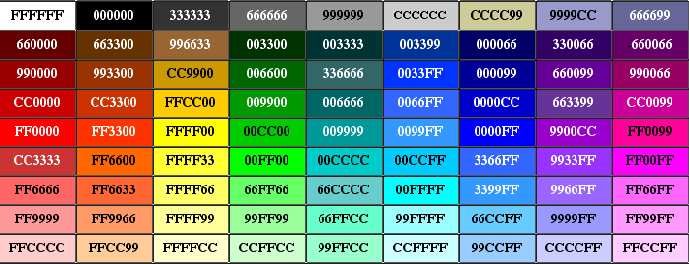 FFFFFF 000000 333333 666666 999999 CCCCCC CCCC99 9999CC 666699
660000 663300 996633 003300 003333 003399 000066 330066 660066
990000 993300 CC9900 006600 336666 0033FF 000099 660099 990066
CC0000 CC3300 FFCC00 009900 006666 0066FF 0000CC 663399 CC0099
FF0000 FF3300 FFFF00 00CC00 009999 0099FF 0000FF 9900CC FF0099
CC3333 FF6600 FFFF33 00FF00 00CCCC 00CCFF 3366FF 9933FF FF00FF
FF6666 FF6633 FFFF66 66FF66 66CCCC 00FFFF 3399FF 9966FF FF66FF
FF9999 FF9966 FFFF99 99FF99 66FFCC 99FFFF 66CCFF 9999FF FF99FF
FFCCCC FFCC99 FFFFCC CCFFCC 99FFCC CCFFFF 99CCFF CCCCFF FFCCFF